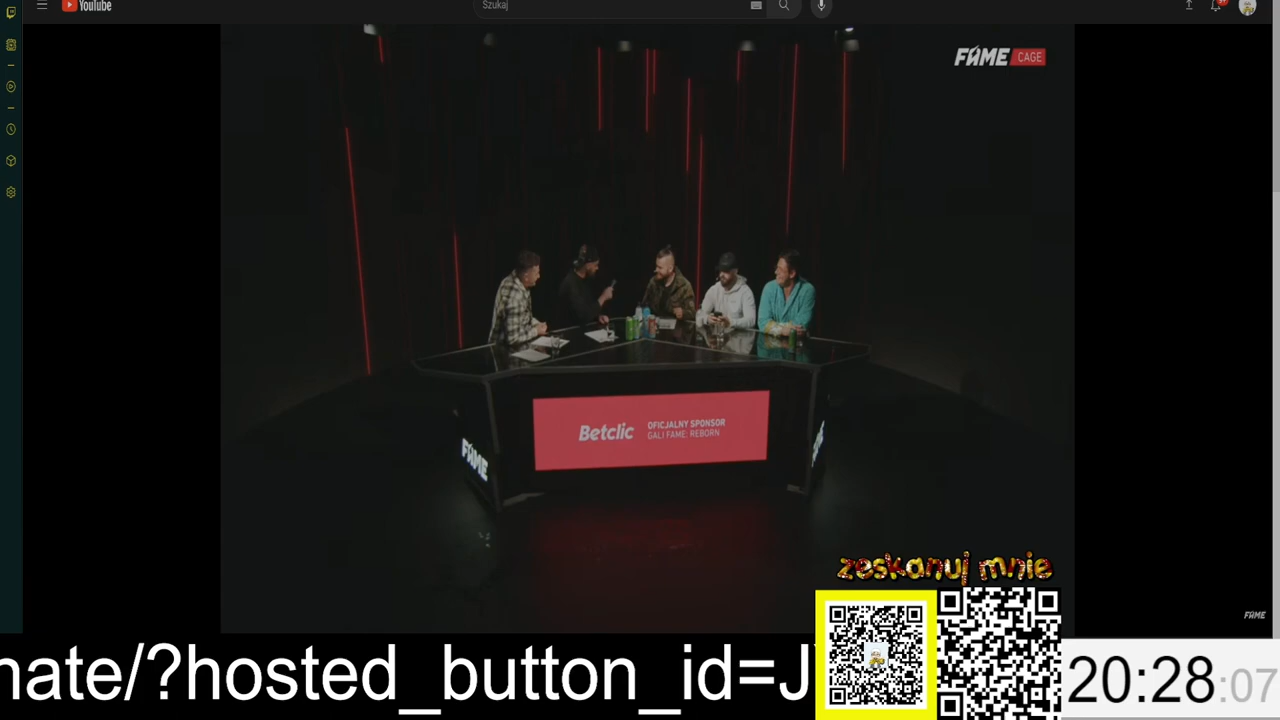 YouTube
Szukaj
9+
FAME CAGE
Betclic
OFICJALNY SPONSOR
GALI FAME: REBORN
FAME
zeskanuj mnie
FAME
nate/?hosted_button_id=J
20:28:07